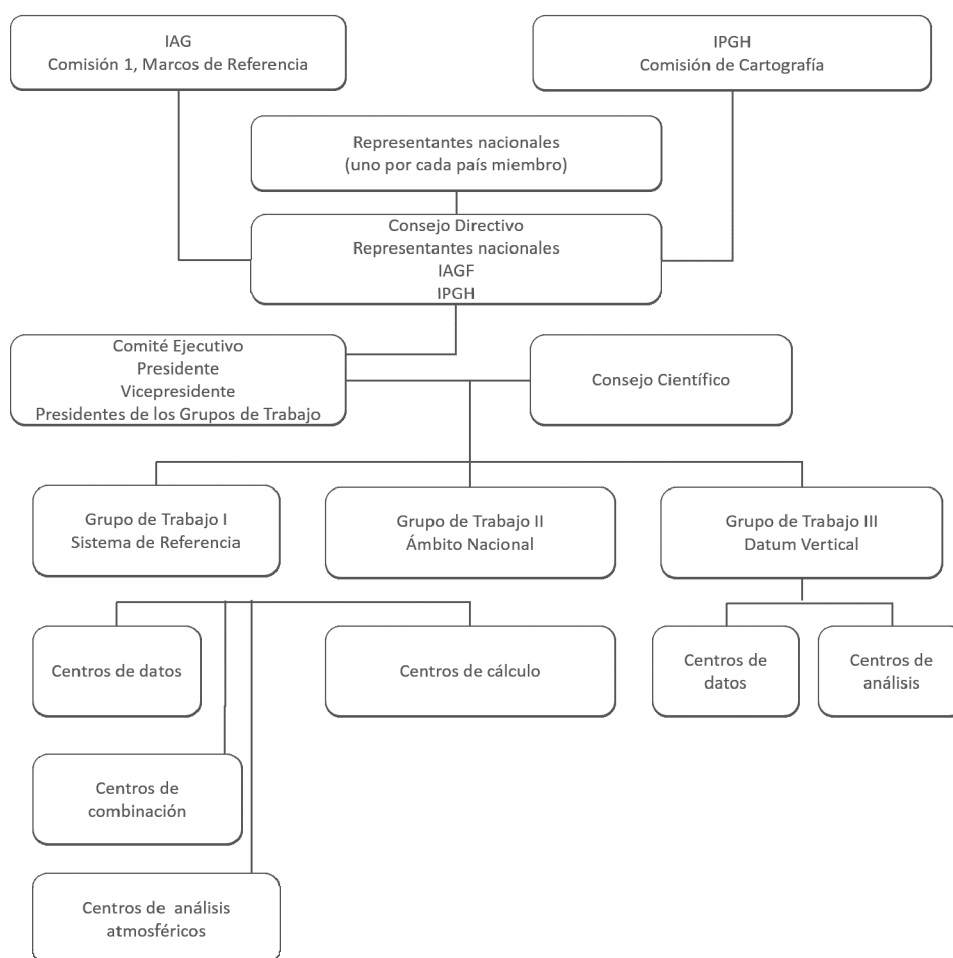 IAG
Comisión 1, Marcos de Referencia
IPGH
Comisión de Cartografía
Representantes nacionales
(uno por cada país miembro)
Consejo Directivo
Representantes nacionales
IAGF
IPGH
Comité Ejecutivo
Presidente
Vicepresidente
Presidentes de los Grupos de Trabajo
Consejo Científico
Grupo de Trabajo I
Sistema de Referencia
Grupo de Trabajo II
Ámbito Nacional
Grupo de Trabajo III
Datum Vertical
Centros de datos
Centros de cálculo
Centros de
datos
Centros de
análisis
Centros de
combinación
Centros de análisis
atmosféricos